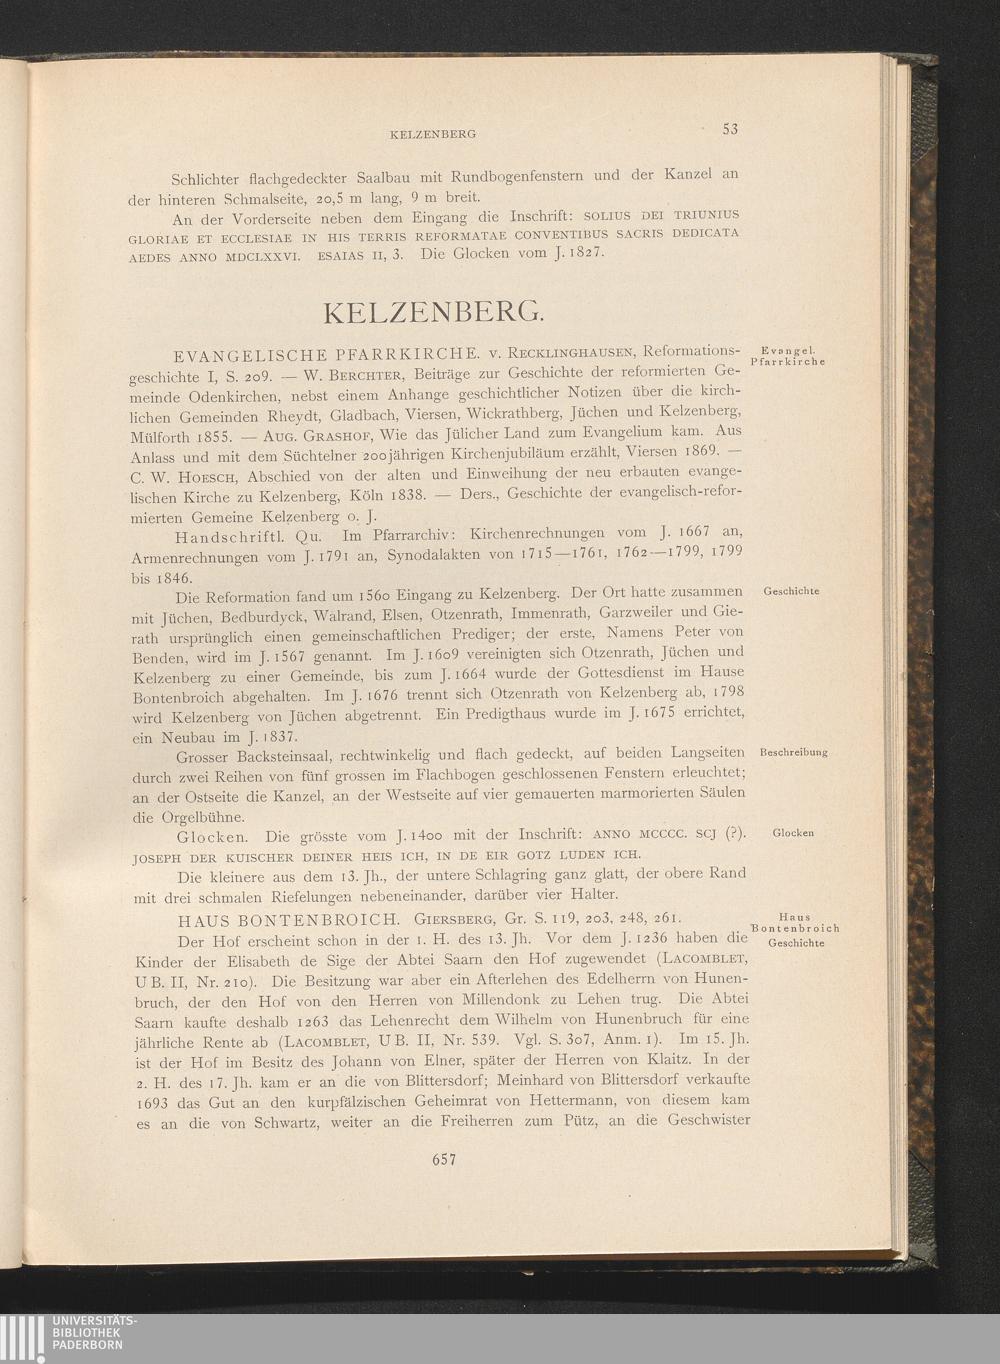 KELZENBERG 53
Schlichter flachgedeckter Saalbau mit Rundbogenfenstern und der Kanzel an
der hinteren Schmalseite, 20,5 m lang, 9 m breit.
An der Vorderseite neben dem Eingang die Inschrift: SOLIUS DEI TRIUNIUS
GLORIAE ET ECCLESIAE IN HIS TERRIS REFORMATAE CONVENTIBUS SACRIS DEDICATA
AEDES ANNO MDCLXXVI. ESAIAS II, 3. Die Glocken vom J. 1827.
KELZENBERG.
EVANGELISCHE PFARRKIRCHE. v. RECKLINGHAUSEN, Reformations-
geschichte I, S. 209. — W. BERCHTER, Beiträge zur Geschichte der reformierten Ge-
meinde Odenkirchen, nebst einem Anhange geschichtlicher Notizen über die kirch-
lichen Gemeinden Rheydt, Gladbach, Viersen, Wickrathberg, Jüchen und Kelzenberg,
Mülforth 1855. — AUG. GRASHOF, Wie das Jülicher Land zum Evangelium kam. Aus
Anlass und mit dem Süchtelner 200jährigen Kirchenjubiläum erzählt, Viersen 1869. —
C. W. HOESCH, Abschied von der alten und Einweihung der neu erbauten evange-
lischen Kirche zu Kelzenberg, Köln 1838. — Ders., Geschichte der evangelisch-refor-
mierten Gemeine Kelzenberg o. J.
Evangel.
Pfarrkirche
Handschriftl. Qu. Im Pfarrarchiv: Kirchenrechnungen vom J. 1667 an,
Armenrechnungen vom J. 1791 an, Synodalakten von 1715—1761, 1762—1799, 1799
bis 1846.
Die Reformation fand um 1560 Eingang zu Kelzenberg. Der Ort hatte zusammen
mit Jüchen, Bedburdyck, Walrand, Elsen, Otzenrath, Immenrath, Garzweiler und Gie-
rath ursprünglich einen gemeinschaftlichen Prediger; der erste, Namens Peter von
Benden, wird im J. 1567 genannt. Im J. 1609 vereinigten sich Otzenrath, Jüchen und
Kelzenberg zu einer Gemeinde, bis zum J. 1664 wurde der Gottesdienst im Hause
Bontenbroich abgehalten. Im J. 1676 trennt sich Otzenrath von Kelzenberg ab, 1798
wird Kelzenberg von Jüchen abgetrennt. Ein Predigthaus wurde im J. 1675 errichtet,
ein Neubau im J. 1837.
Geschichte
Grosser Backsteinsaal, rechtwinkelig und flach gedeckt, auf beiden Langseiten
durch zwei Reihen von fünf grossen im Flachbogen geschlossenen Fenstern erleuchtet;
an der Ostseite die Kanzel, an der Westseite auf vier gemauerten marmorierten Säulen
die Orgelbühne.
Beschreibung
Glocken. Die grösste vom J. 1400 mit der Inschrift: ANNO MCCCC. SCJ (?).
JOSEPH DER KUISCHER DEINER HEIS ICH, IN DE EIR GOTZ LUDEN ICH.
Glocken
Die kleinere aus dem 13. Jh., der untere Schlagring ganz glatt, der obere Rand
mit drei schmalen Riefelungen nebeneinander, darüber vier Halter.
HAUS BONTENBROICH. GIERSBERG, Gr. S. 119, 203, 248, 261.
Der Hof erscheint schon in der 1. H. des 13. Jh. Vor dem J. 1236 haben die
Kinder der Elisabeth de Sige der Abtei Saarn den Hof zugewendet (LACOMBLET,
U B. II, Nr. 210). Die Besitzung war aber ein Afterlehen des Edelherrn von Hunen-
bruch, der den Hof von den Herren von Millendonk zu Lehen trug. Die Abtei
Saarn kaufte deshalb 1263 das Lehenrecht dem Wilhelm von Hunenbruch für eine
jährliche Rente ab (LACOMBLET, U B. II, Nr. 539. Vgl. S. 307, Anm. 1). Im 15. Jh.
ist der Hof im Besitz des Johann von Elner, später der Herren von Klaitz. In der
2. H. des 17. Jh. kam er an die von Blittersdorf; Meinhard von Blittersdorf verkaufte
1693 das Gut an den kurpfälzischen Geheimrat von Hettermann, von diesem kam
es an die von Schwartz, weiter an die Freiherren zum Pütz, an die Geschwister
Haus
Bontenbroich
Geschichte
657
UNIVERSITÄTS-
BIBLIOTHEK
PADERBORN